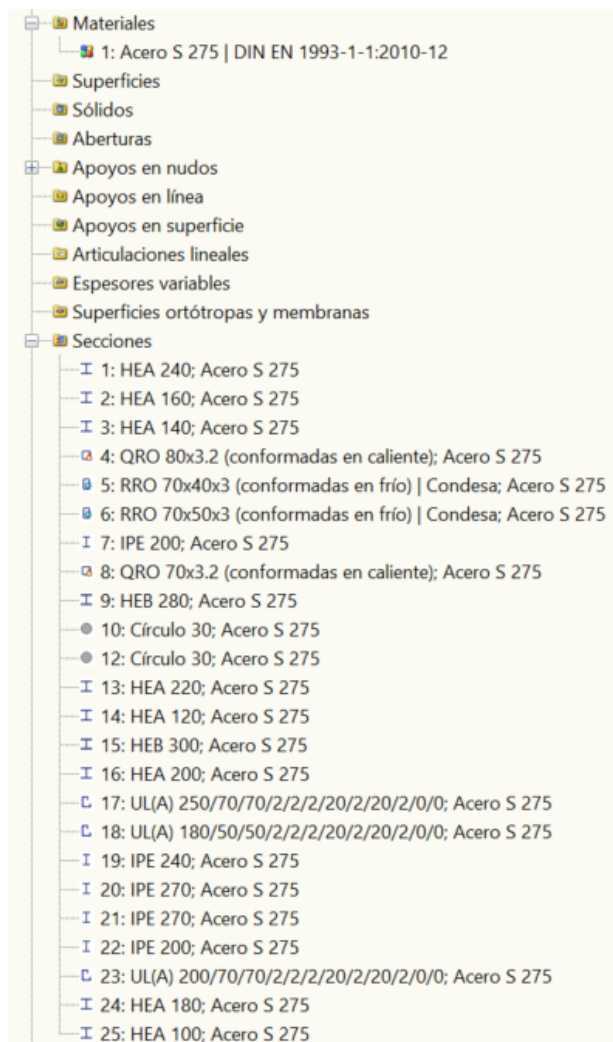 Materiales
1: Acero S 275 | DIN EN 1993-1-1:2010-12
Superficies
Sólidos
Aberturas
Apoyos en nudos
Apoyos en línea
Apoyos en superficie
Articulaciones lineales
Espesores variables
Superficies ortótropas y membranas
Secciones
1: HEA 240; Acero S 275
2: HEA 160; Acero S 275
3: HEA 140; Acero S 275
4: QRO 80x3.2 (conformadas en caliente); Acero S 275
5: RRO 70x40x3 (conformadas en frío) | Condesa; Acero S 275
6: RRO 70x50x3 (conformadas en frío) | Condesa; Acero S 275
7: IPE 200; Acero S 275
8: QRO 70x3.2 (conformadas en caliente); Acero S 275
9: HEB 280; Acero S 275
10: Círculo 30; Acero S 275
12: Círculo 30; Acero S 275
13: HEA 220; Acero S 275
14: HEA 120; Acero S 275
15: HEB 300; Acero S 275
16: HEA 200; Acero S 275
17: UL(A) 250/70/70/2/2/2/20/2/20/2/0/0; Acero S 275
18: UL(A) 180/50/50/2/2/2/20/2/20/2/0/0; Acero S 275
19: IPE 240; Acero S 275
20: IPE 270; Acero S 275
21: IPE 270; Acero S 275
22: IPE 200; Acero S 275
23: UL(A) 200/70/70/2/2/2/20/2/20/2/0/0; Acero S 275
24: HEA 180; Acero S 275
25: HEA 100; Acero S 275